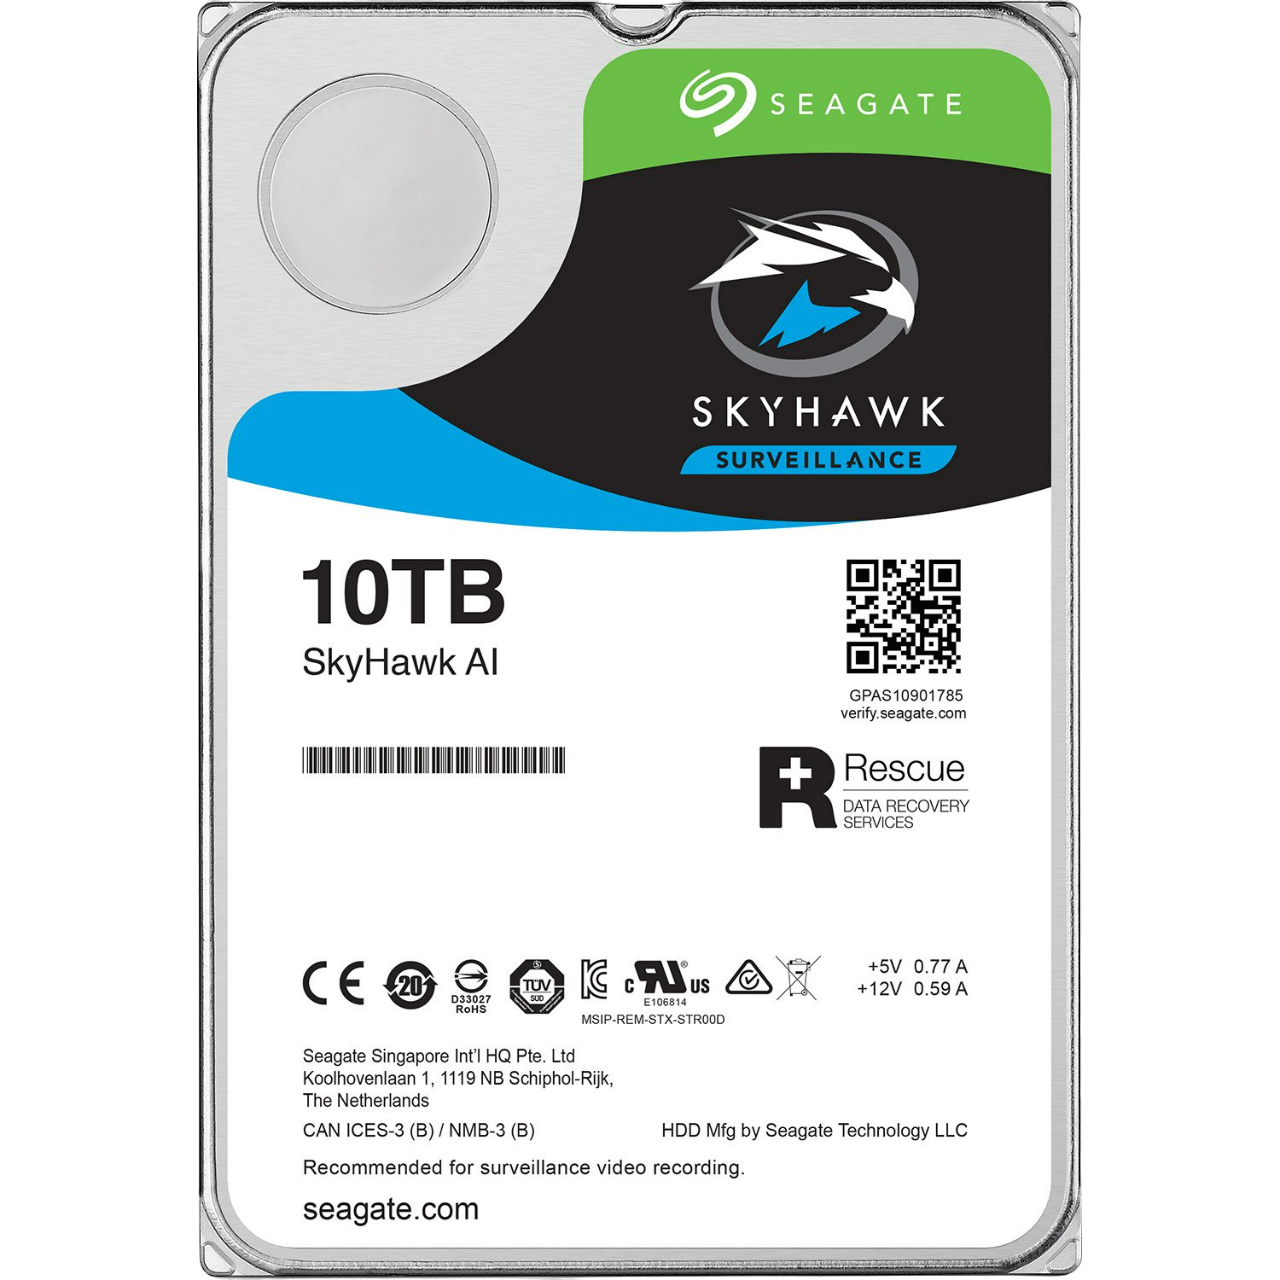 SEAGATE
SKYHAWK
SURVEILLANCE
10TB
SkyHawk AI
GPAS10901785
verify.seagate.com
R Rescue
DATA RECOVERY
SERVICES
CE
20
D33027
RoHS
TÜV
SÜD
c RU us
E106814
MSIP-REM-STX-STR00D
+5V 0.77 A
+12V 0.59 A
Seagate Singapore Int'l HQ Pte. Ltd
Koolhovenlaan 1, 1119 NB Schiphol-Rijk,
The Netherlands
CAN ICES-3 (B) / NMB-3 (B)
HDD Mfg by Seagate Technology LLC
Recommended for surveillance video recording.
seagate.com